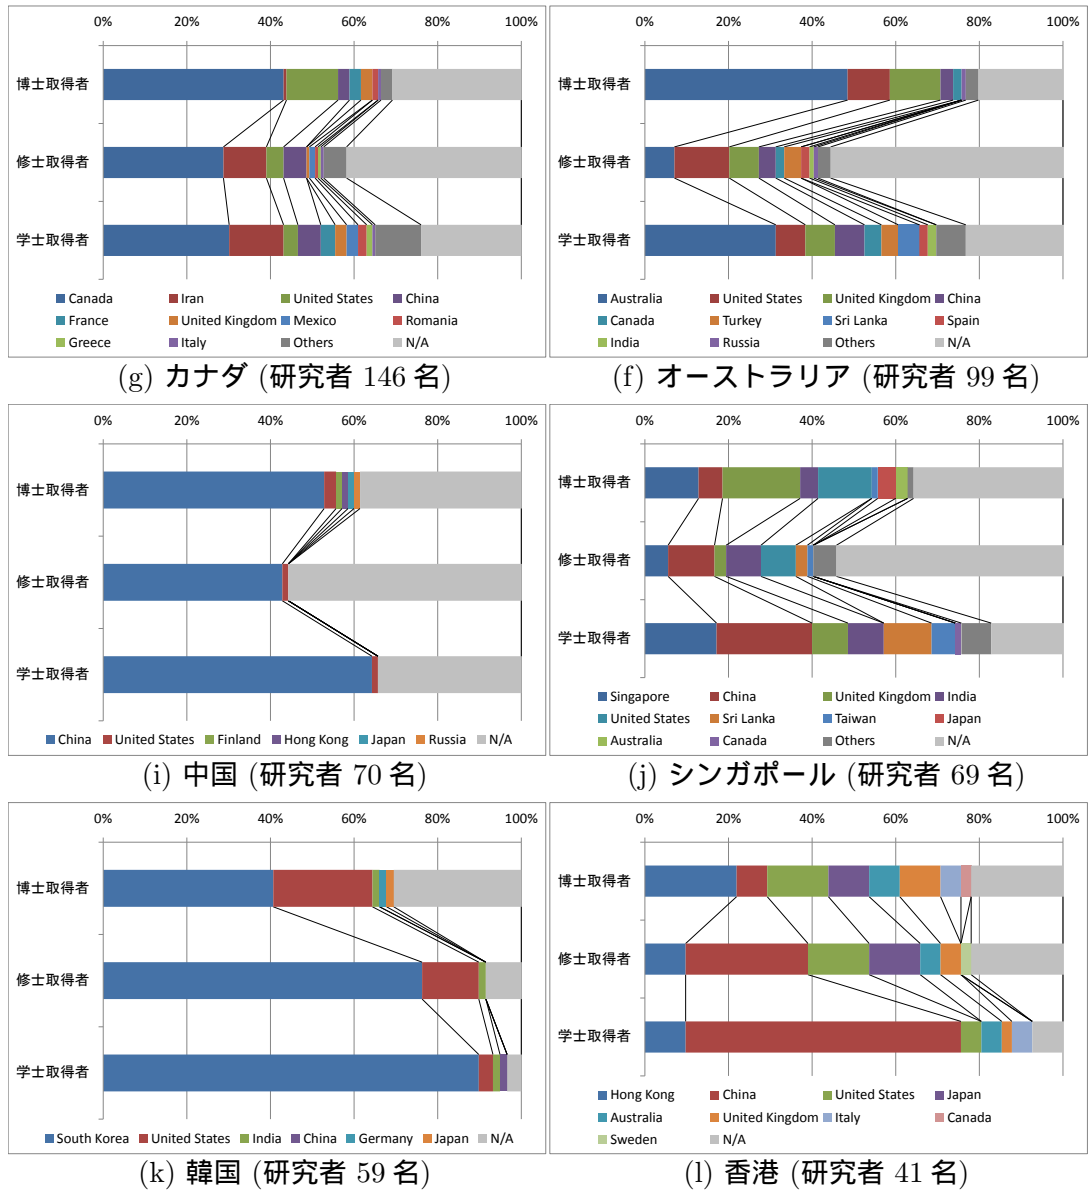 0% 20% 40% 60% 80% 100%
博士取得者
修士取得者
学士取得者
Canada Iran United States China
France United Kingdom Mexico Romania
Greece Italy Others N/A
(g) カナダ (研究者 146 名)
0% 20% 40% 60% 80% 100%
博士取得者
修士取得者
学士取得者
Australia United States United Kingdom China
Canada Turkey Sri Lanka Spain
India Russia Others N/A
(f) オーストラリア (研究者 99 名)
0% 20% 40% 60% 80% 100%
博士取得者
修士取得者
学士取得者
China United States Finland Hong Kong Japan Russia N/A
(i) 中国 (研究者 70 名)
0% 20% 40% 60% 80% 100%
博士取得者
修士取得者
学士取得者
Singapore China United Kingdom India
United States Sri Lanka Taiwan Japan
Australia Canada Others N/A
(j) シンガポール (研究者 69 名)
0% 20% 40% 60% 80% 100%
博士取得者
修士取得者
学士取得者
South Korea United States India China Germany Japan N/A
(k) 韓国 (研究者 59 名)
0% 20% 40% 60% 80% 100%
博士取得者
修士取得者
学士取得者
Hong Kong China United States Japan
Australia United Kingdom Italy Canada
Sweden N/A
(l) 香港 (研究者 41 名)